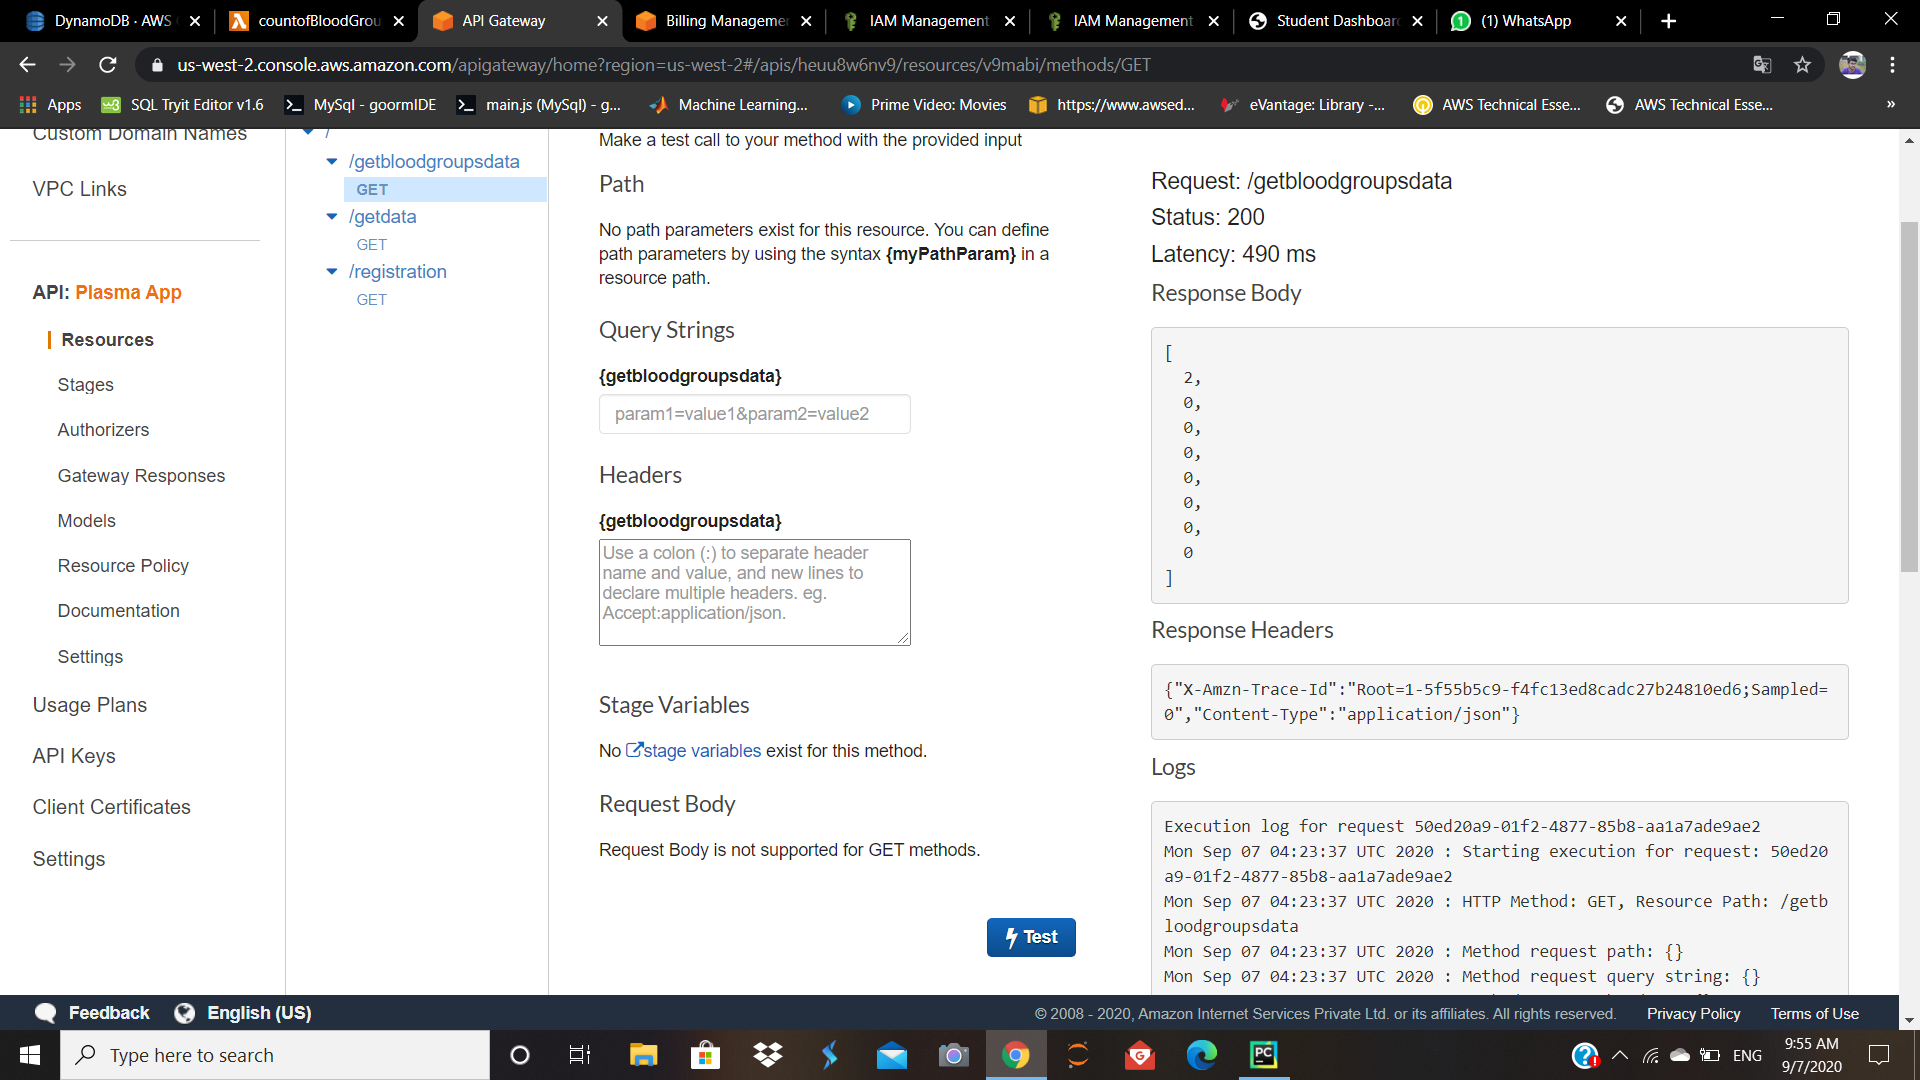 DynamoDB · AWS
countofBloodGrou
API Gateway
Billing Manageme
IAM Management
IAM Management
Student Dashboar
(1) WhatsApp
us-west-2.console.aws.amazon.com/apigateway/home?region=us-west-2#/apis/heuu8w6nv9/resources/v9mabi/methods/GET
Apps
SQL Tryit Editor v1.6
MySql - goormIDE
main.js (MySql) - g...
Machine Learning...
Prime Video: Movies
https://www.awsed...
eVantage: Library -...
AWS Technical Esse...
AWS Technical Esse...
»
Custom Domain Names
VPC Links
API: Plasma App
Resources
Stages
Authorizers
Gateway Responses
Models
Resource Policy
Documentation
Settings
Usage Plans
API Keys
Client Certificates
Settings
/
/getbloodgroupsdata
GET
/getdata
GET
/registration
GET
Make a test call to your method with the provided input
Path
No path parameters exist for this resource. You can define
path parameters by using the syntax {myPathParam} in a
resource path.
Query Strings
{getbloodgroupsdata}
param1=value1&param2=value2
Headers
{getbloodgroupsdata}
Use a colon (:) to separate header
name and value, and new lines to
declare multiple headers. eg.
Accept:application/json.
Stage Variables
No stage variables exist for this method.
Request Body
Request Body is not supported for GET methods.
Test
Request: /getbloodgroupsdata
Status: 200
Latency: 490 ms
Response Body
[
2,
0,
0,
0,
0,
0,
0,
0
]
Response Headers
{"X-Amzn-Trace-Id":"Root=1-5f55b5c9-f4fc13ed8cadc27b24810ed6;Sampled=
0","Content-Type":"application/json"}
Logs
Execution log for request 50ed20a9-01f2-4877-85b8-aa1a7ade9ae2
Mon Sep 07 04:23:37 UTC 2020 : Starting execution for request: 50ed20
a9-01f2-4877-85b8-aa1a7ade9ae2
Mon Sep 07 04:23:37 UTC 2020 : HTTP Method: GET, Resource Path: /getb
loodgroupsdata
Mon Sep 07 04:23:37 UTC 2020 : Method request path: {}
Mon Sep 07 04:23:37 UTC 2020 : Method request query string: {}
Feedback
English (US)
© 2008 - 2020, Amazon Internet Services Private Ltd. or its affiliates. All rights reserved.
Privacy Policy
Terms of Use
Type here to search
PC
ENG
9:55 AM
9/7/2020